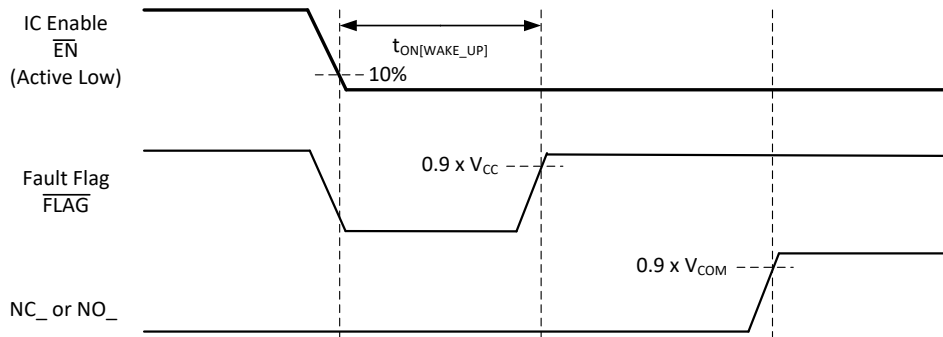 IC Enable
EN
(Active Low)
tON[WAKE_UP]
10%
Fault Flag
FLAG
0.9 x VCC
0.9 x VCOM
NC_ or NO_